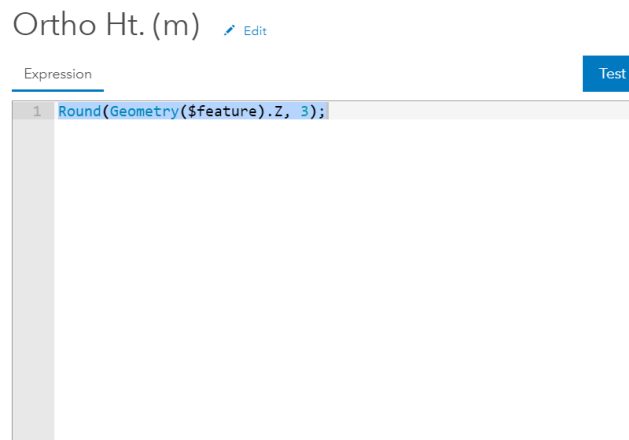 Ortho Ht. (m) Edit
Expression Test
1 Round(Geometry($feature).Z, 3);